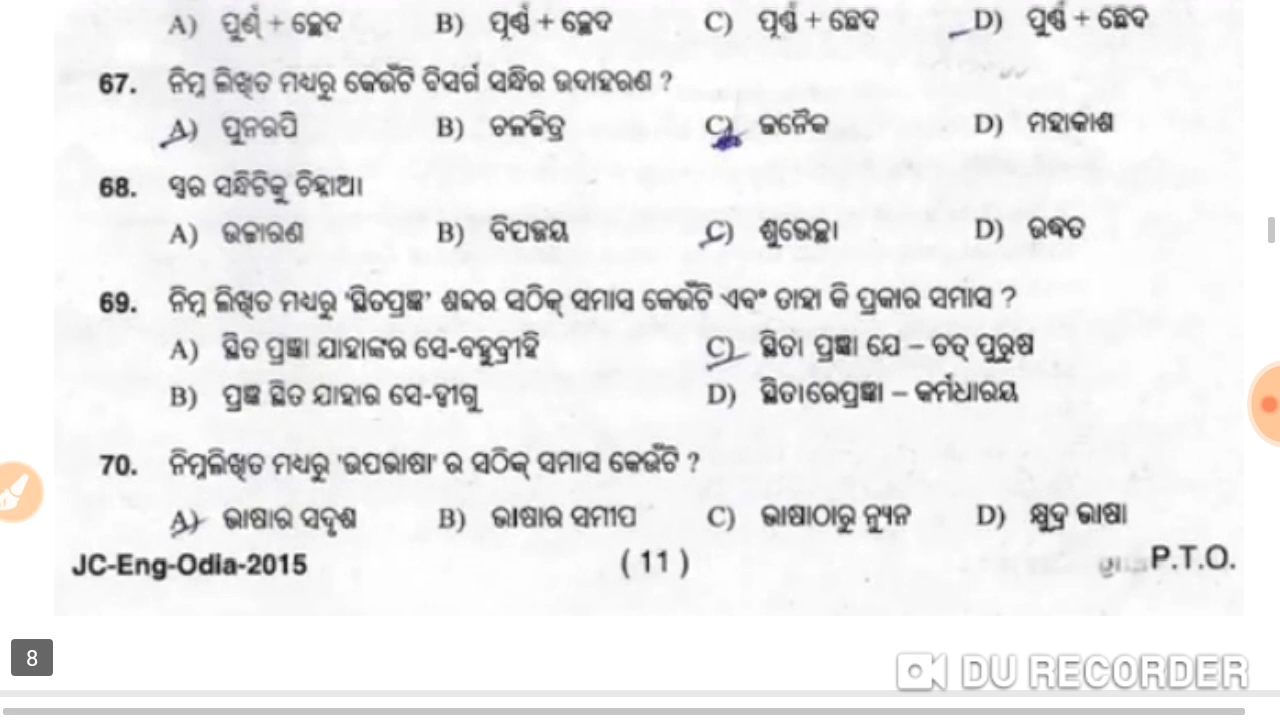 A) ପୁର୍ଣ୍ + ଚ୍ଛେଦ B) ପୂର୍ଣ୍ଣ + ଚ୍ଛେଦ C) ପୂର୍ଣ୍ଣ + ଛେଦ D) ପୁର୍ଣ୍ଣ + ଛେଦ
67. ନିମ୍ନ ଲିଖିତ ମଧ୍ୟରୁ କେଉଁଟି ବିସର୍ଗ ସନ୍ଧିର ଉଦାହରଣ ?
A) ପୁନରପି B) ଚଳଚ୍ଚିତ୍ର C) ଜନୈକ D) ମହାକାଶ
68. ସ୍ୱର ସନ୍ଧିଟିକୁ ଚିହ୍ନାଅ।
A) ଉଚ୍ଚାରଣ B) ବିପଜ୍ଜୟ C) ଶୁଭେଚ୍ଛା D) ଉଦ୍ଧତ
69. ନିମ୍ନ ଲିଖିତ ମଧ୍ୟରୁ 'ସ୍ଥିତପ୍ରଜ୍ଞ' ଶବ୍ଦର ସଠିକ୍ ସମାସ କେଉଁଟି ଏବଂ ତାହା କି ପ୍ରକାର ସମାସ ?
A) ସ୍ଥିତ ପ୍ରଜ୍ଞା ଯାହାଙ୍କର ସେ-ବହୁବ୍ରୀହି C) ସ୍ଥିତା ପ୍ରଜ୍ଞା ଯେ – ତତ୍ ପୁରୁଷ
B) ପ୍ରଜ୍ଞ ସ୍ଥିତ ଯାହାର ସେ-ଦ୍ୱୀଗୁ D) ସ୍ଥିତାରେପ୍ରଜ୍ଞା – କର୍ମଧାରୟ
70. ନିମ୍ନଲିଖିତ ମଧ୍ୟରୁ 'ଉପଭାଷା' ର ସଠିକ୍ ସମାସ କେଉଁଟି ?
A) ଭାଷାର ସଦୃଶ B) ଭାଷାର ସମୀପ C) ଭାଷାଠାରୁ ନ୍ୟୁନ D) କ୍ଷୁଦ୍ର ଭାଷା
JC-Eng-Odia-2015 ( 11 ) P.T.O.
8
DU RECORDER